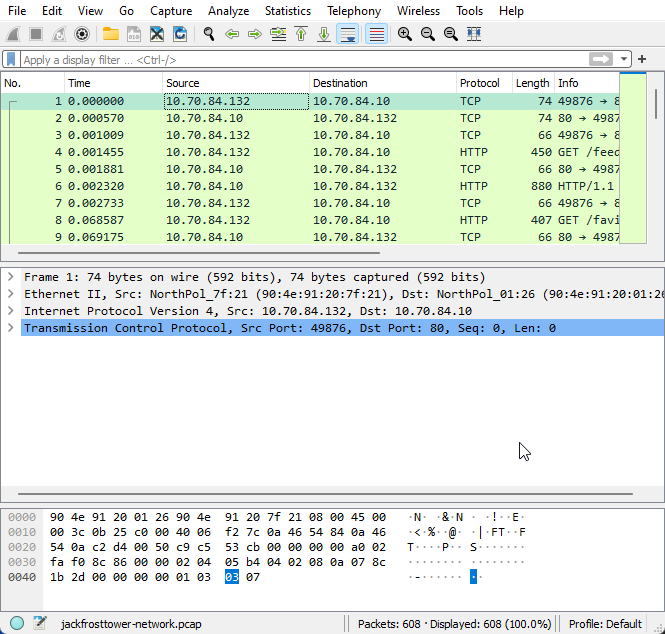 File Edit View Go Capture Analyze Statistics Telephony Wireless Tools Help
Apply a display filter ... <Ctrl-/>
No. Time Source Destination Protocol Length Info
1 0.000000 10.70.84.132 10.70.84.10 TCP 74 49876 → 8
2 0.000570 10.70.84.10 10.70.84.132 TCP 74 80 → 4987
3 0.001009 10.70.84.132 10.70.84.10 TCP 66 49876 → 8
4 0.001455 10.70.84.132 10.70.84.10 HTTP 450 GET /feed
5 0.001881 10.70.84.10 10.70.84.132 TCP 66 80 → 4987
6 0.002320 10.70.84.10 10.70.84.132 HTTP 880 HTTP/1.1
7 0.002733 10.70.84.132 10.70.84.10 TCP 66 49876 → 8
8 0.068587 10.70.84.132 10.70.84.10 HTTP 407 GET /favi
9 0.069175 10.70.84.10 10.70.84.132 TCP 66 80 → 4987
Frame 1: 74 bytes on wire (592 bits), 74 bytes captured (592 bits)
Ethernet II, Src: NorthPol_7f:21 (90:4e:91:20:7f:21), Dst: NorthPol_01:26 (90:4e:91:20:01:26
Internet Protocol Version 4, Src: 10.70.84.132, Dst: 10.70.84.10
Transmission Control Protocol, Src Port: 49876, Dst Port: 80, Seq: 0, Len: 0
0000 90 4e 91 20 01 26 90 4e 91 20 7f 21 08 00 45 00 ·N· ·&·N · ·!··E·
0010 00 3c 0b 25 c0 00 40 06 f2 7c 0a 46 54 84 0a 46 ·<·%··@· ·|·FT··F
0020 54 0a c2 d4 00 50 c9 c5 53 cb 00 00 00 00 a0 02 T····P·· S·······
0030 fa f0 8c 86 00 00 02 04 05 b4 04 02 08 0a 07 8c ········ ········
0040 1b 2d 00 00 00 00 01 03 03 07 ·-······ ··
jackfrosttower-network.pcap Packets: 608 · Displayed: 608 (100.0%) Profile: Default